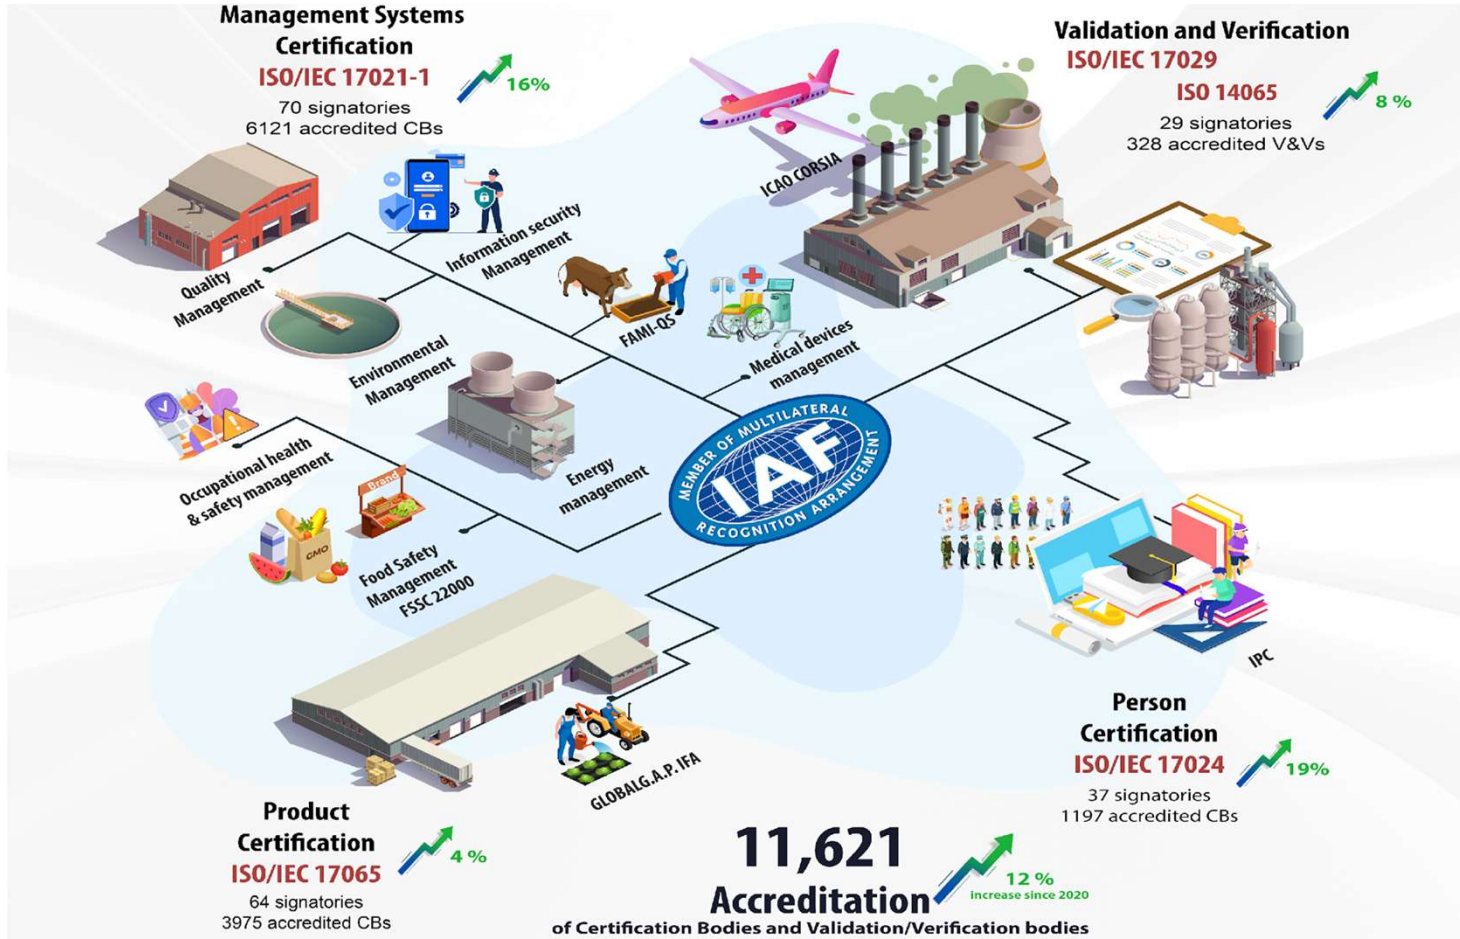 Management Systems
Certification
ISO/IEC 17021-1
70 signatories
6121 accredited CBs
16%
Validation and Verification
ISO/IEC 17029
ISO 14065
29 signatories
328 accredited V&Vs
8 %
ICAO CORSIA
Quality
Management
Information security
Management
FAMI-QS
Medical devices
management
Environmental
Management
Energy
management
Occupational health
& safety management
Brand
GMO
Food Safety
Management
FSSC 22000
MEMBER OF MULTILATERAL
IAF
RECOGNITION ARRANGEMENT
IPC
GLOBALG.A.P. IFA
Person
Certification
ISO/IEC 17024
37 signatories
1197 accredited CBs
19%
Product
Certification
ISO/IEC 17065
64 signatories
3975 accredited CBs
4 %
11,621
Accreditation
12 %
increase since 2020
of Certification Bodies and Validation/Verification bodies